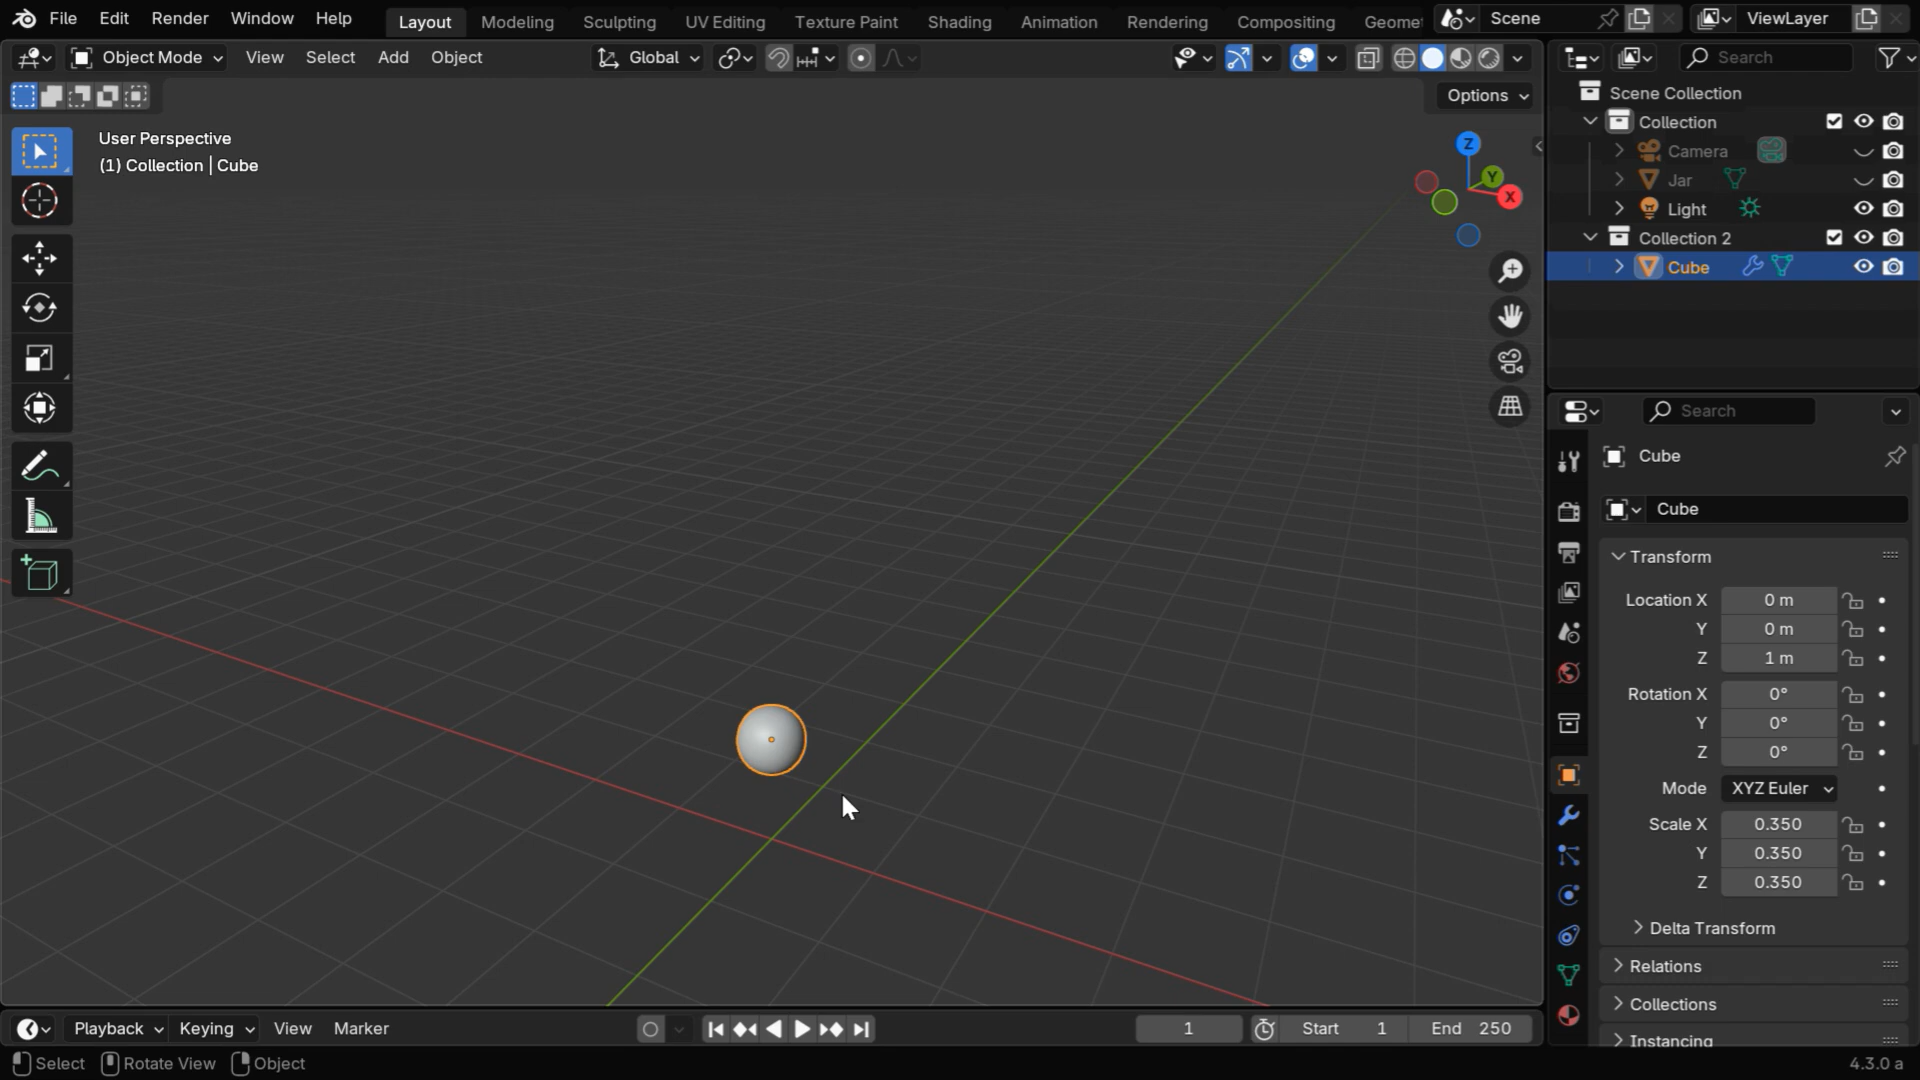 File Edit Render Window Help Layout Modeling Sculpting UV Editing Texture Paint Shading Animation Rendering Compositing Geome Scene ViewLayer
Object Mode View Select Add Object Global Search
Options
User Perspective
(1) Collection | Cube
Z
Y
X
Scene Collection
Collection
Camera
Jar
Light
Collection 2
Cube
Search
Cube
Cube
Transform
Location X 0 m
Y 0 m
Z 1 m
Rotation X 0°
Y 0°
Z 0°
Mode XYZ Euler
Scale X 0.350
Y 0.350
Z 0.350
Delta Transform
Relations
Collections
Instancing
Playback Keying View Marker 1 Start 1 End 250
Select Rotate View Object 4.3.0 a